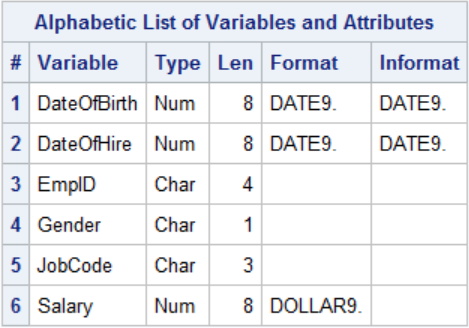 Alphabetic List of Variables and Attributes
# Variable Type Len Format Informat
1 DateOfBirth Num 8 DATE9. DATE9.
2 DateOfHire Num 8 DATE9. DATE9.
3 EmpID Char 4
4 Gender Char 1
5 JobCode Char 3
6 Salary Num 8 DOLLAR9.